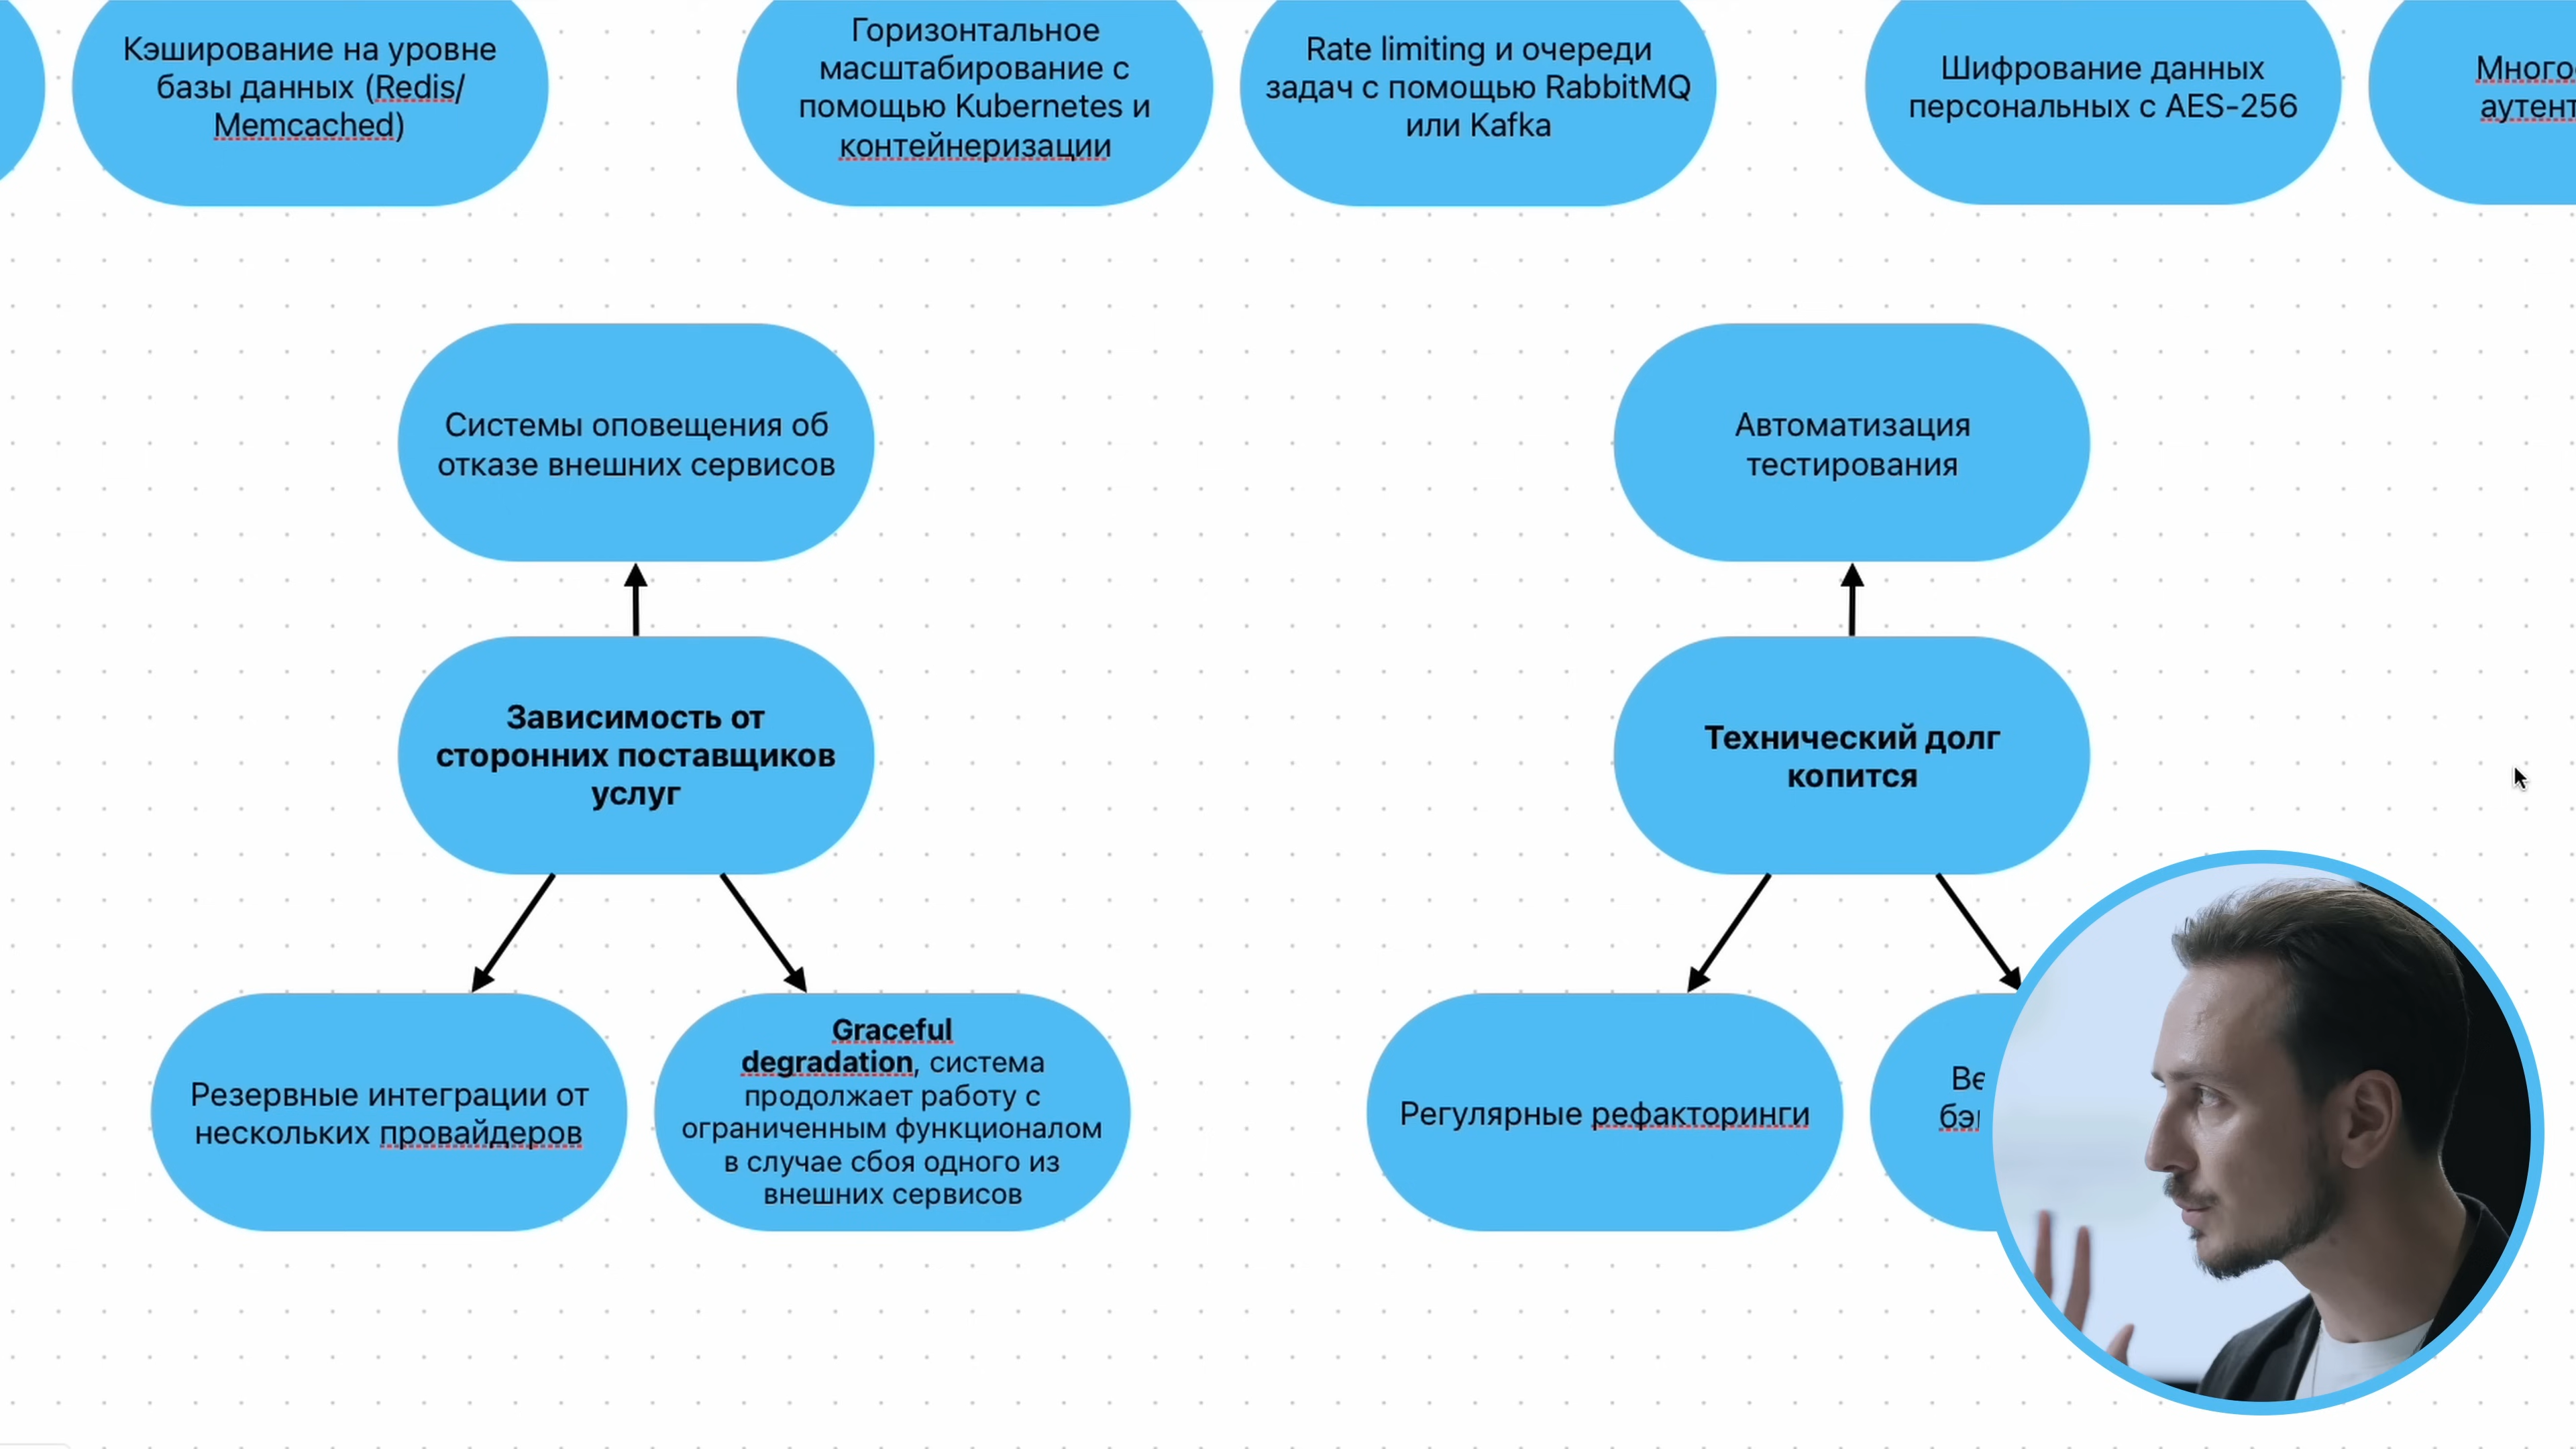 Кэширование на уровне
базы данных (Redis/
Memcached)
Горизонтальное
масштабирование с
помощью Kubernetes и
контейнеризации
Rate limiting и очереди
задач с помощью RabbitMQ
или Kafka
Шифрование данных
персональных с AES-256
Системы оповещения об
отказе внешних сервисов
Автоматизация
тестирования
Зависимость от
сторонних поставщиков
услуг
Технический долг
копится
Резервные интеграции от
нескольких провайдеров
Graceful
degradation, система
продолжает работу с
ограниченным функционалом
в случае сбоя одного из
внешних сервисов
Регулярные рефакторинги